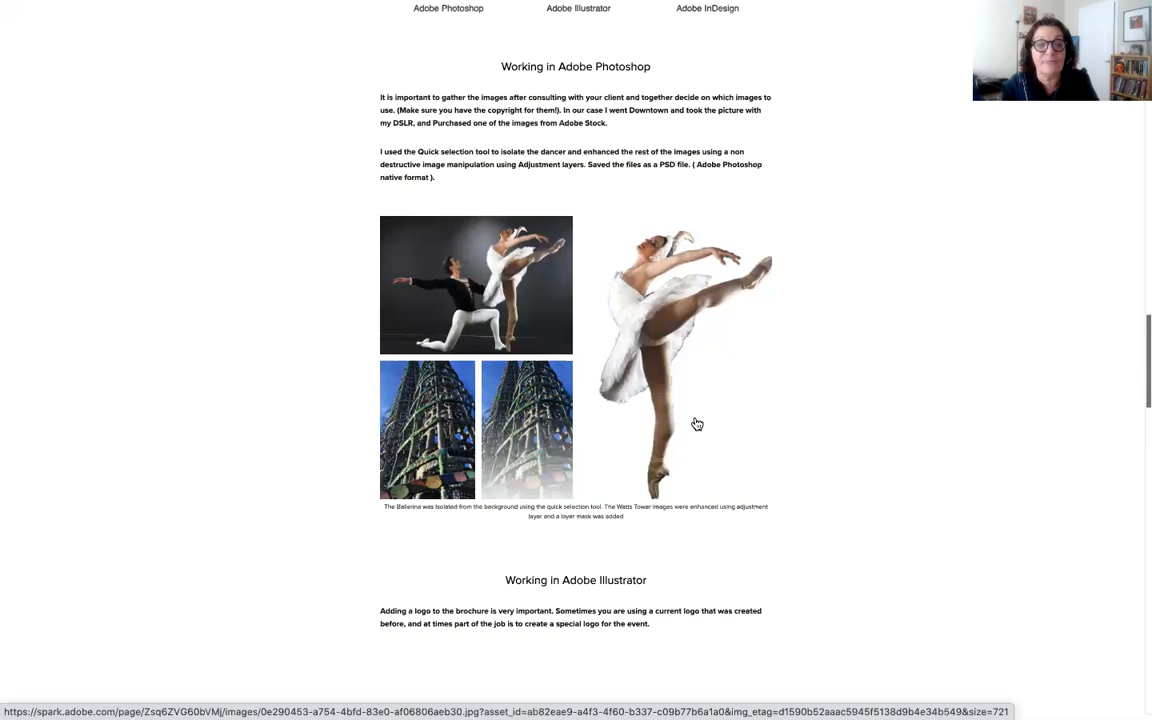 Adobe Photoshop Adobe Illustrator Adobe InDesign
Working in Adobe Photoshop
It is important to gather the images after consulting with your client and together decide on which images to
use. (Make sure you have the copyright for them!). In our case I went Downtown and took the picture with
my DSLR, and Purchased one of the images from Adobe Stock.
I used the Quick selection tool to isolate the dancer and enhanced the rest of the images using a non
destructive image manipulation using Adjustment layers. Saved the files as a PSD file. ( Adobe Photoshop
native format ).
The Ballerina was Isolated from the background using the quick selection tool. The Watts Tower images were enhanced using adjustment
layer and a layer mask was added
Working in Adobe Illustrator
Adding a logo to the brochure is very important. Sometimes you are using a current logo that was created
before, and at times part of the job is to create a special logo for the event.
https://spark.adobe.com/page/Zsq6ZVG60bVMj/images/0e290453-a754-4bfd-83e0-af06806aeb30.jpg?asset_id=ab82eae9-a4f3-4f60-b337-c09b77b6a1a0&img_etag=d1590b52aaac5945f5138d9b4e34b549&size=721